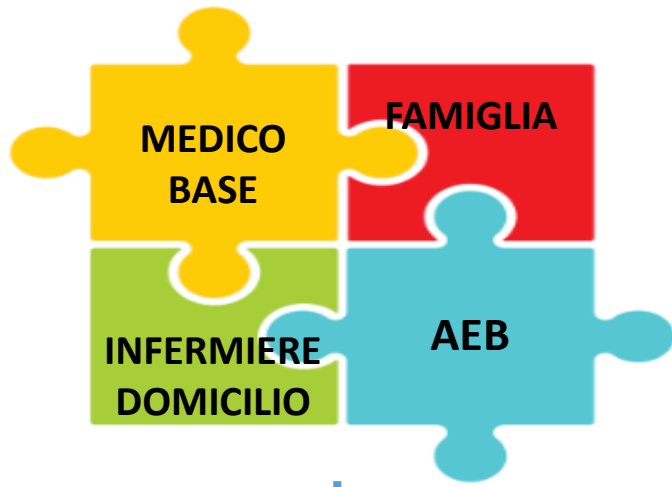 MEDICO
BASE
FAMIGLIA
INFERMIERE
DOMICILIO
AEB